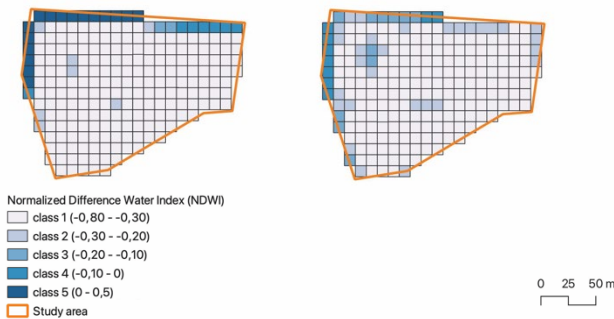 Normalized Difference Water Index (NDWI)
class 1 (-0,80 - -0,30)
class 2 (-0,30 - -0,20)
class 3 (-0,20 - -0,10)
class 4 (-0,10 - 0)
class 5 (0 - 0,5)
Study area
0 25 50 m